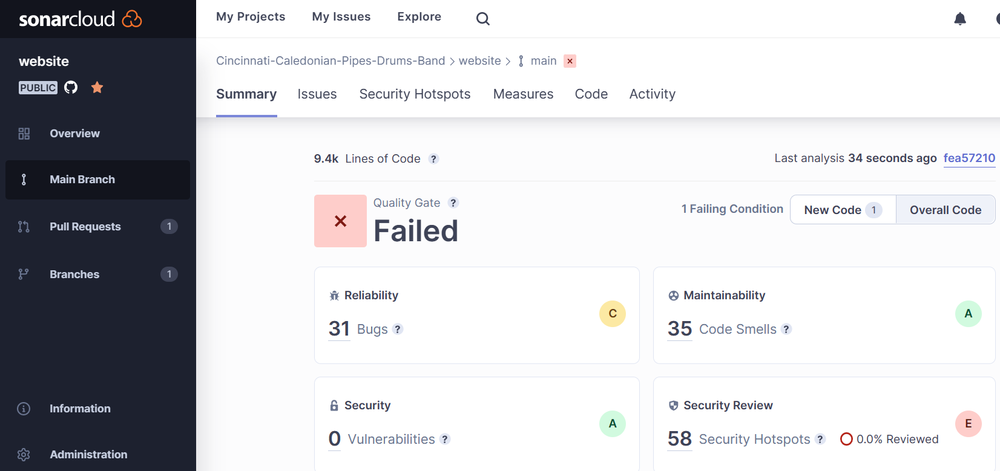 sonarcloud
My Projects My Issues Explore
website
PUBLIC
Overview
Main Branch
Pull Requests 1
Branches 1
Information
Administration
Cincinnati-Caledonian-Pipes-Drums-Band > website > main
Summary Issues Security Hotspots Measures Code Activity
9.4k Lines of Code ?
Last analysis 34 seconds ago fea57210
Quality Gate ?
Failed
1 Failing Condition New Code 1 Overall Code
Reliability
31 Bugs ?
C
Maintainability
35 Code Smells ?
A
Security
0 Vulnerabilities ?
A
Security Review
58 Security Hotspots ? 0.0% Reviewed
E